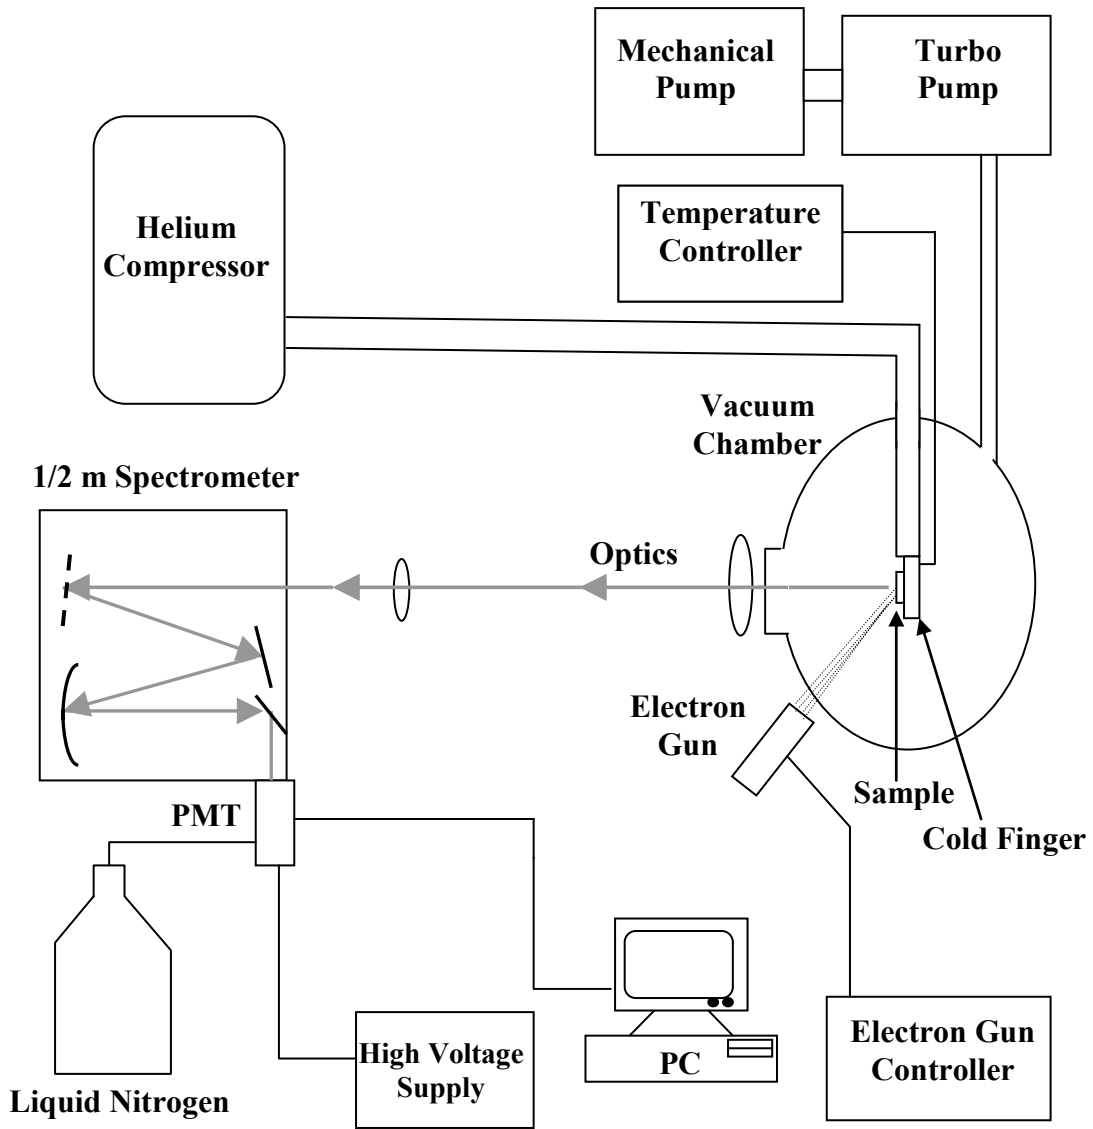 Mechanical
Pump
Turbo
Pump
Temperature
Controller
Helium
Compressor
Vacuum
Chamber
1/2 m Spectrometer
Optics
Electron
Gun
Sample
Cold Finger
PMT
Liquid Nitrogen
High Voltage
Supply
PC
Electron Gun
Controller